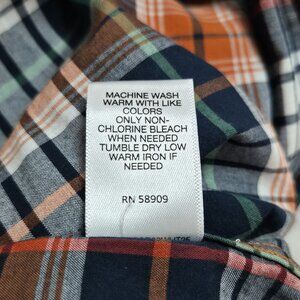 MACHINE WASH
WARM WITH LIKE
COLORS
ONLY NON-
CHLORINE BLEACH
WHEN NEEDED
TUMBLE DRY LOW
WARM IRON IF
NEEDED
RN 58909